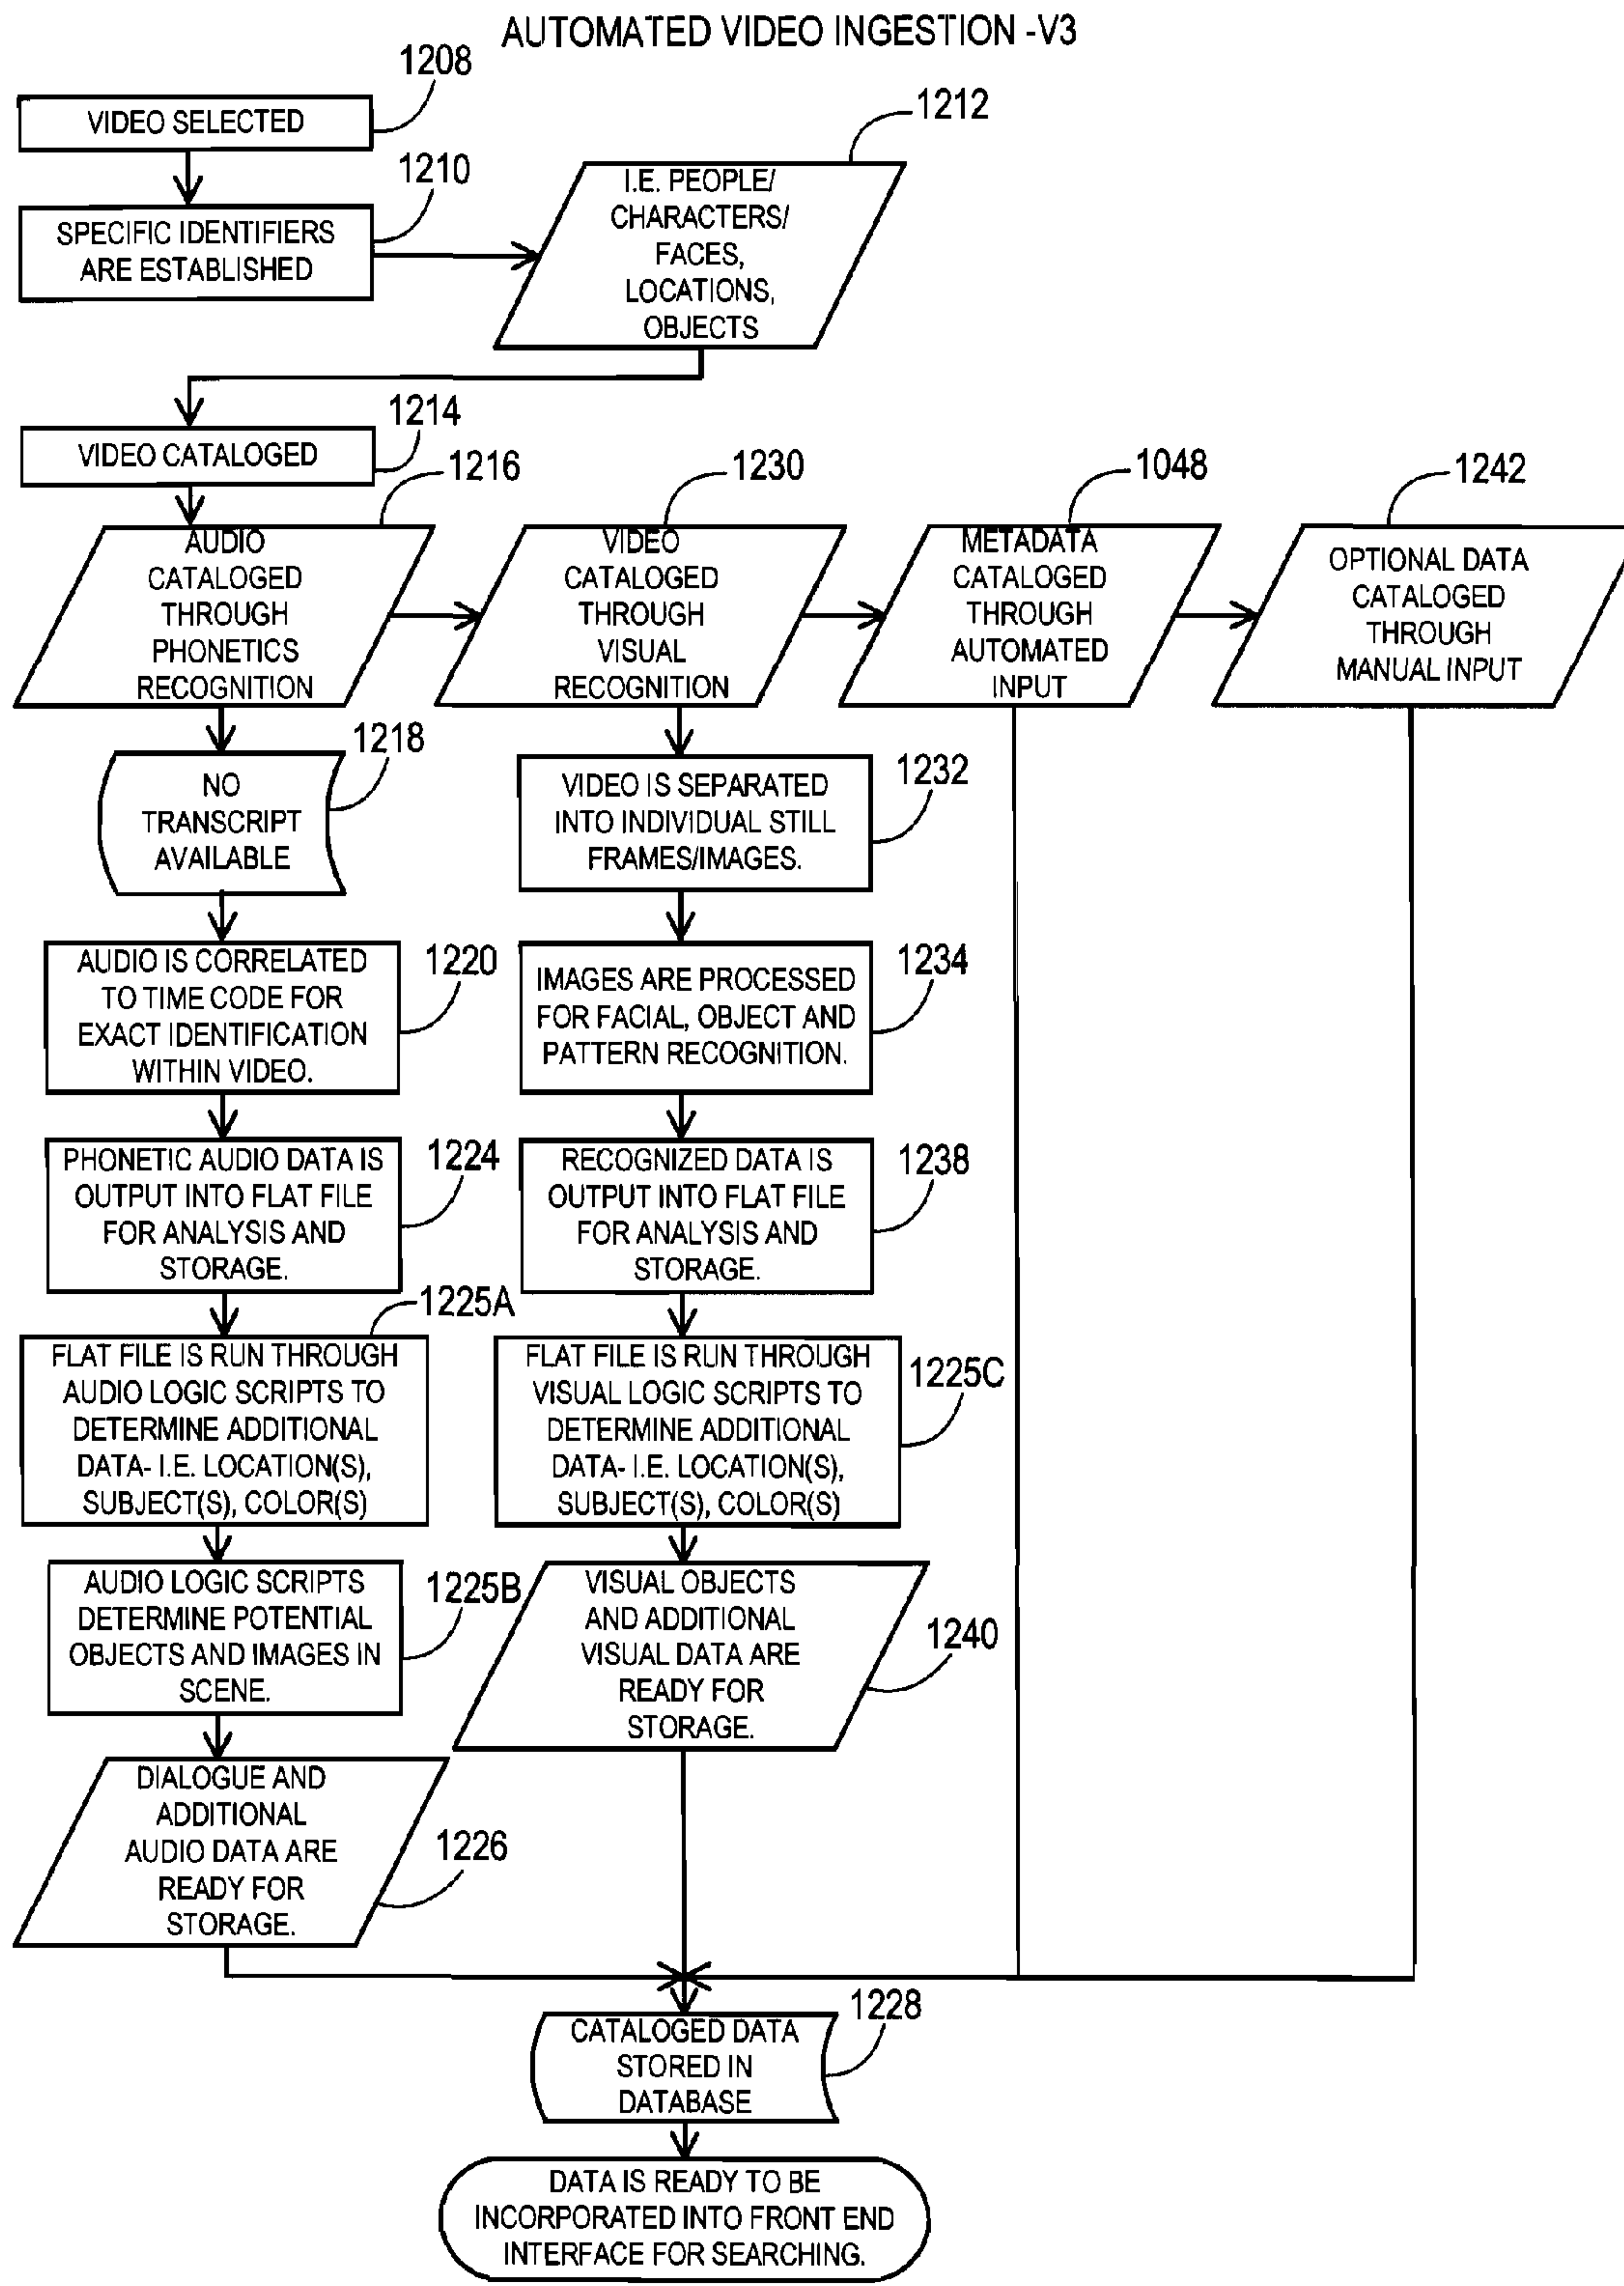 AUTOMATED VIDEO INGESTION -V3
1208
VIDEO SELECTED
1210
SPECIFIC IDENTIFIERS
ARE ESTABLISHED
1212
I.E. PEOPLE/
CHARACTERS/
FACES,
LOCATIONS,
OBJECTS
1214
VIDEO CATALOGED
1216
AUDIO
CATALOGED
THROUGH
PHONETICS
RECOGNITION
1230
VIDEO
CATALOGED
THROUGH
VISUAL
RECOGNITION
1048
METADATA
CATALOGED
THROUGH
AUTOMATED
INPUT
1242
OPTIONAL DATA
CATALOGED
THROUGH
MANUAL INPUT
1218
NO
TRANSCRIPT
AVAILABLE
1220
AUDIO IS CORRELATED
TO TIME CODE FOR
EXACT IDENTIFICATION
WITHIN VIDEO.
1224
PHONETIC AUDIO DATA IS
OUTPUT INTO FLAT FILE
FOR ANALYSIS AND
STORAGE.
1225A
FLAT FILE IS RUN THROUGH
AUDIO LOGIC SCRIPTS TO
DETERMINE ADDITIONAL
DATA- I.E. LOCATION(S),
SUBJECT(S), COLOR(S)
1225B
AUDIO LOGIC SCRIPTS
DETERMINE POTENTIAL
OBJECTS AND IMAGES IN
SCENE.
1226
DIALOGUE AND
ADDITIONAL
AUDIO DATA ARE
READY FOR
STORAGE.
1232
VIDEO IS SEPARATED
INTO INDIVIDUAL STILL
FRAMES/IMAGES.
1234
IMAGES ARE PROCESSED
FOR FACIAL, OBJECT AND
PATTERN RECOGNITION.
1238
RECOGNIZED DATA IS
OUTPUT INTO FLAT FILE
FOR ANALYSIS AND
STORAGE.
1225C
FLAT FILE IS RUN THROUGH
VISUAL LOGIC SCRIPTS TO
DETERMINE ADDITIONAL
DATA- I.E. LOCATION(S),
SUBJECT(S), COLOR(S)
1240
VISUAL OBJECTS
AND ADDITIONAL
VISUAL DATA ARE
READY FOR
STORAGE.
1228
CATALOGED DATA
STORED IN
DATABASE
DATA IS READY TO BE
INCORPORATED INTO FRONT END
INTERFACE FOR SEARCHING.